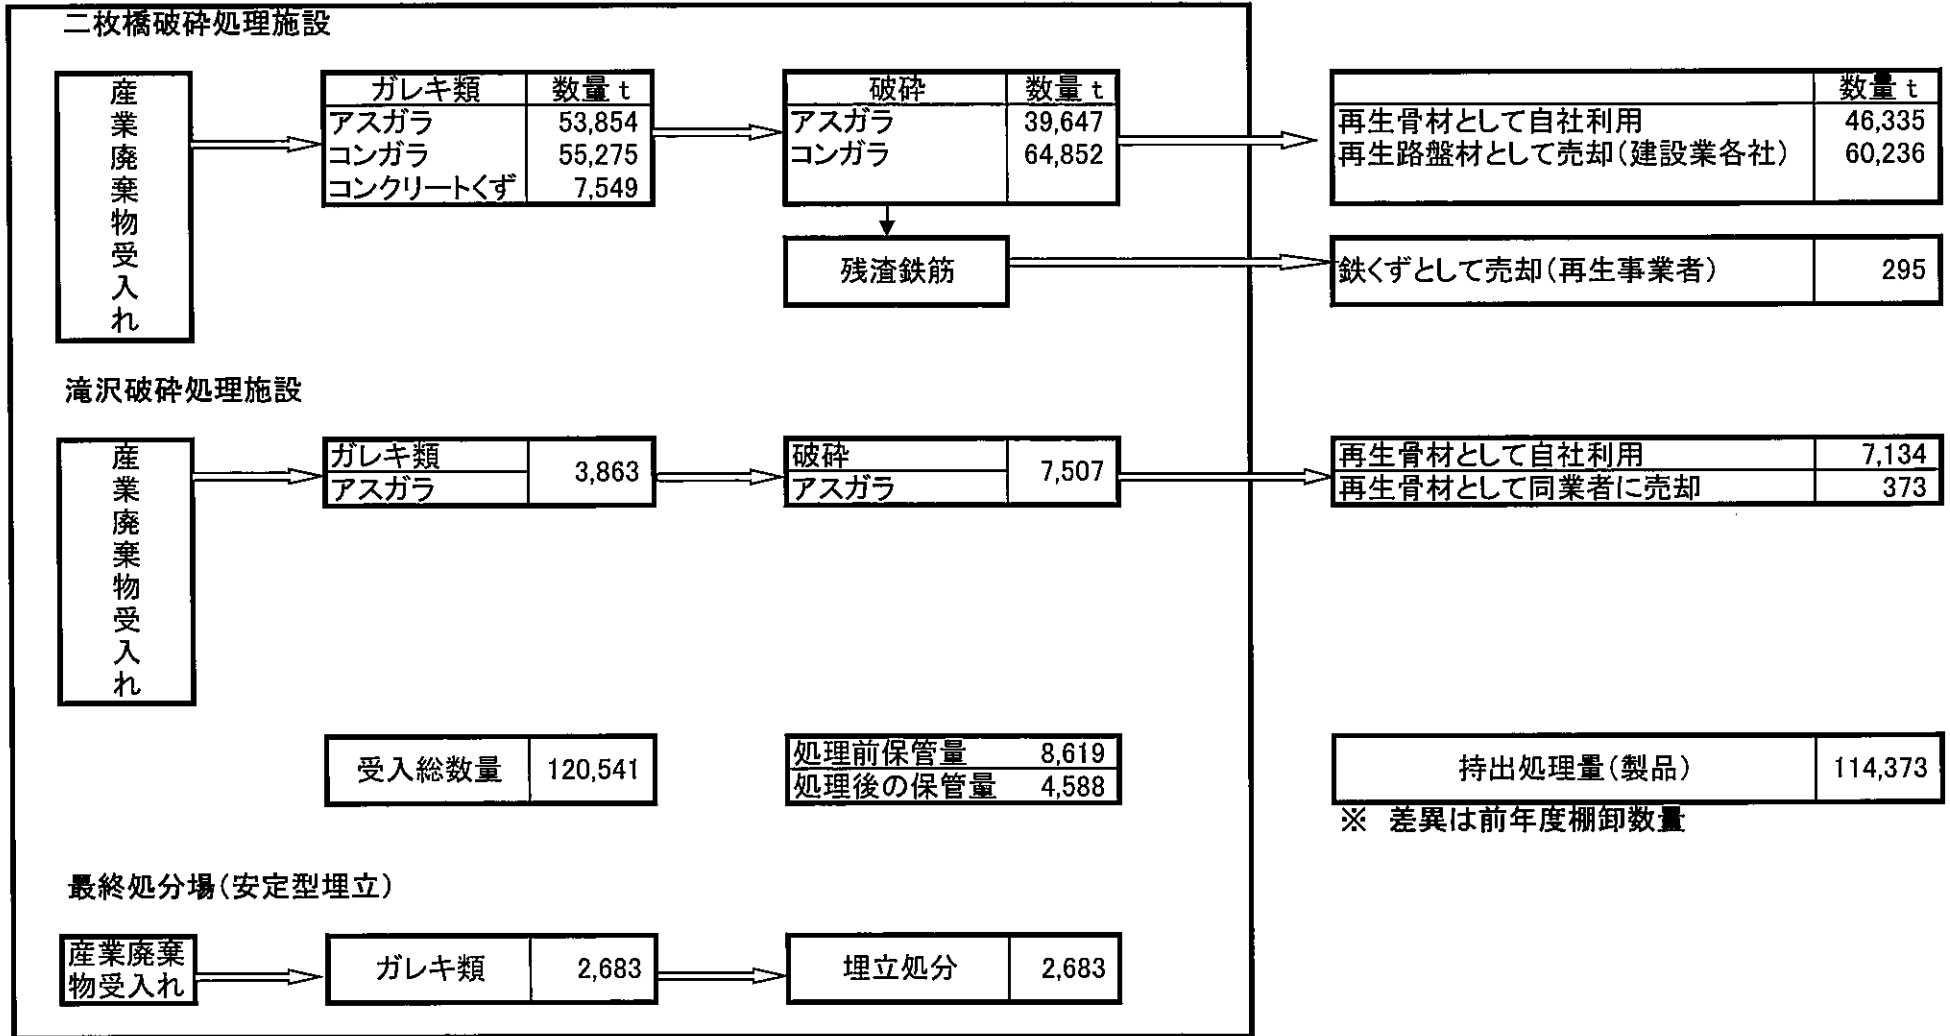 二枚橋破砕処理施設
産業廃棄物受入れ
ガレキ類 数量 t
アスガラ 53,854
コンガラ 55,275
コンクリートくず 7,549
破砕 数量 t
アスガラ 39,647
コンガラ 64,852
数量 t
再生骨材として自社利用 46,335
再生路盤材として売却(建設業各社) 60,236
残渣鉄筋
鉄くずとして売却(再生事業者) 295
滝沢破砕処理施設
産業廃棄物受入れ
ガレキ類
アスガラ
3,863
破砕
アスガラ
7,507
再生骨材として自社利用 7,134
再生骨材として同業者に売却 373
受入総数量 120,541
処理前保管量 8,619
処理後の保管量 4,588
持出処理量(製品) 114,373
※ 差異は前年度棚卸数量
最終処分場(安定型埋立)
産業廃棄
物受入れ
ガレキ類 2,683
埋立処分 2,683